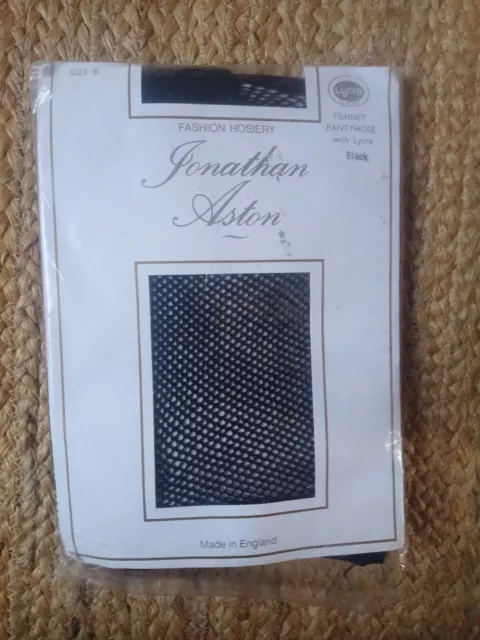 SIZE - B
Lycra
FISHNET
PANTYHOSE
with Lycra
Black
FASHION HOSIERY
Jonathan
Aston
Made in England